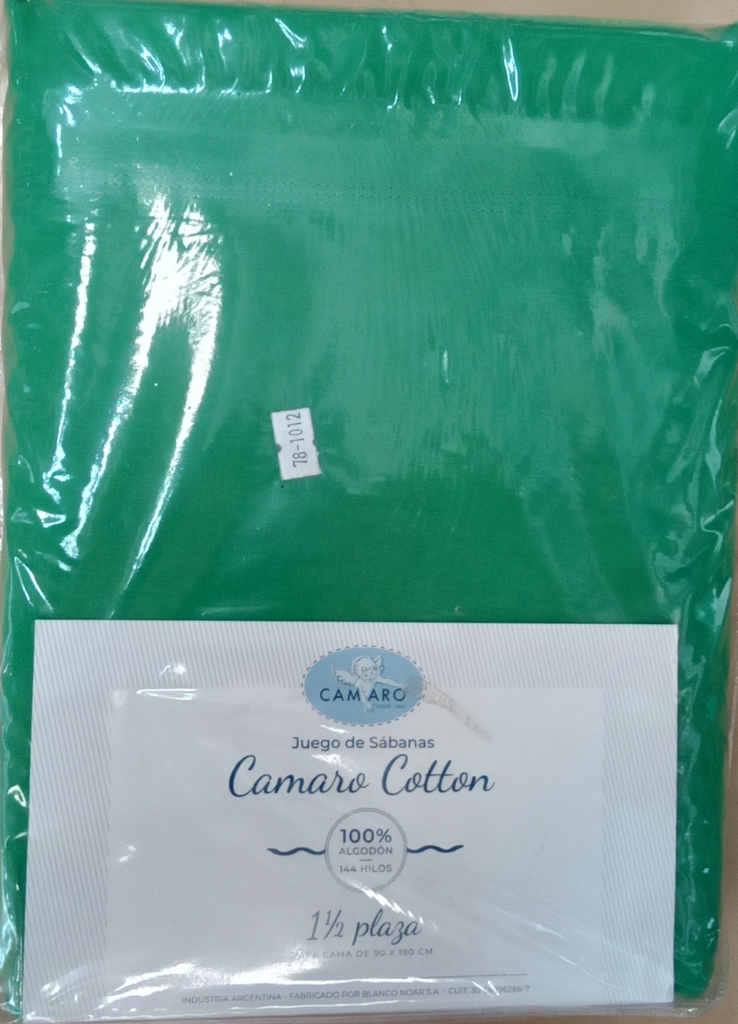 78-1012
CAMARO
Juego de Sábanas
Camaro Cotton
100%
ALGODÓN
144 HILOS
1½ plaza
CAMA DE 90 X 190 CM
INDUSTRIA ARGENTINA - FABRICADO POR BLANCO NOAR S.A. - CUIT: